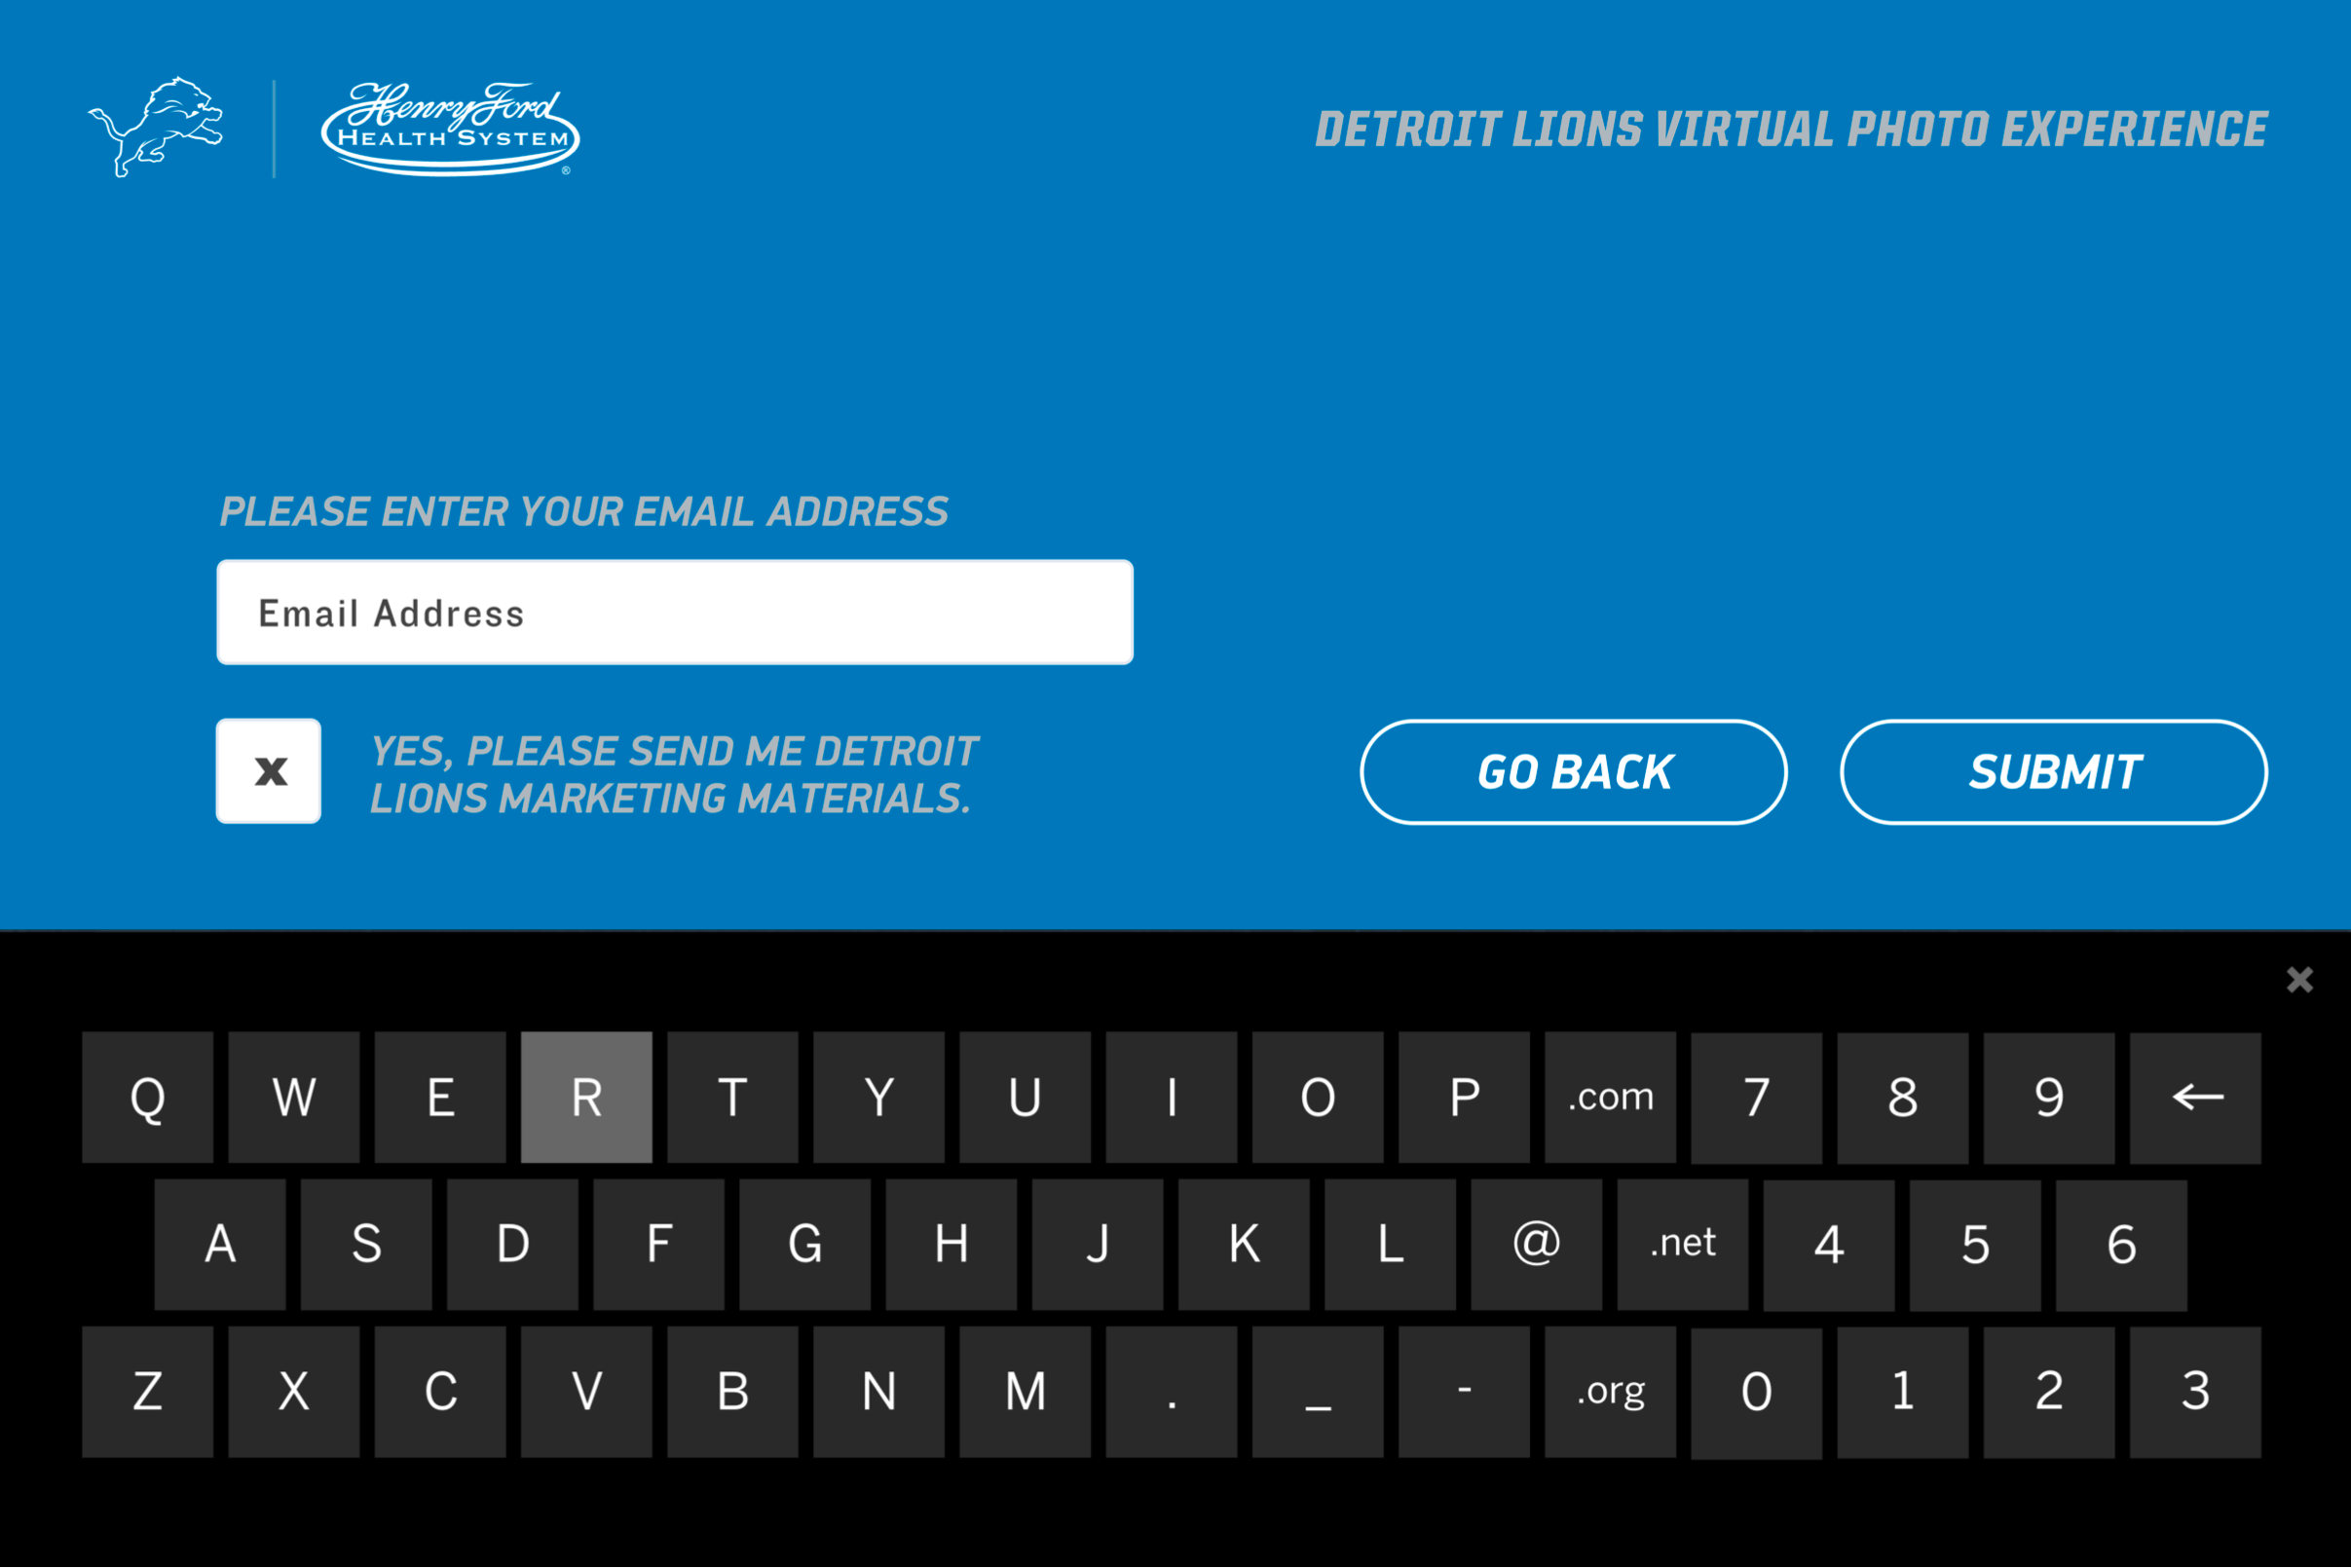 Henry Ford
HEALTH SYSTEM
®
DETROIT LIONS VIRTUAL PHOTO EXPERIENCE
PLEASE ENTER YOUR EMAIL ADDRESS
Email Address
x
YES, PLEASE SEND ME DETROIT
LIONS MARKETING MATERIALS.
GO BACK
SUBMIT
Q W E R T Y U I O P .com 7 8 9 ←
A S D F G H J K L @ .net 4 5 6
Z X C V B N M . _ - .org 0 1 2 3